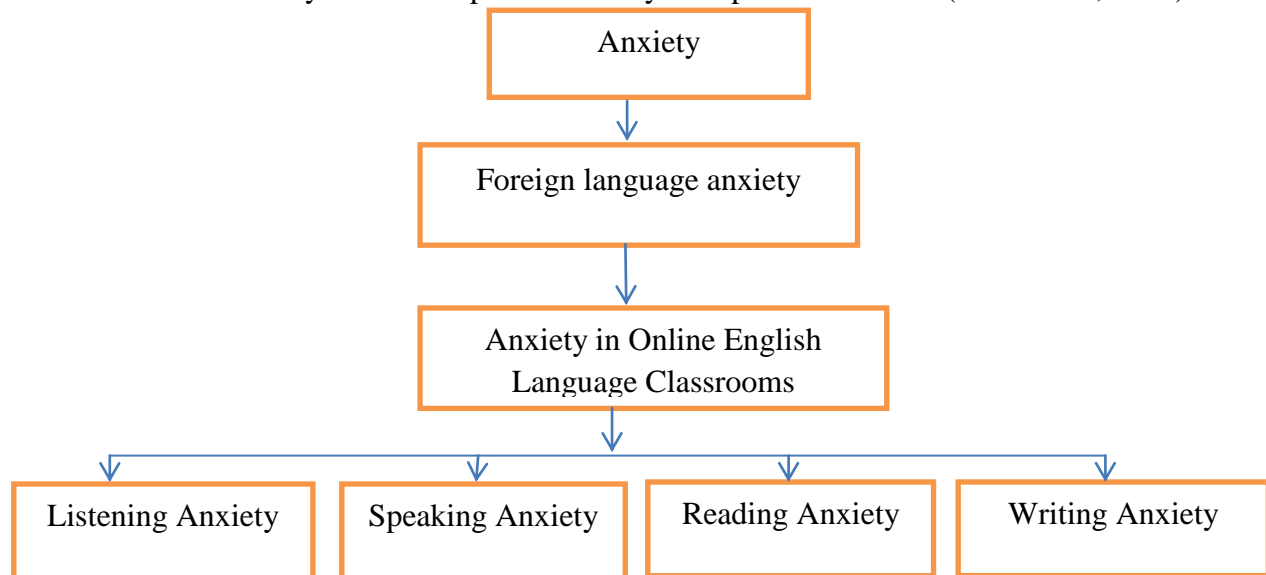 Anxiety
Foreign language anxiety
Anxiety in Online English
Language Classrooms
Listening Anxiety Speaking Anxiety Reading Anxiety Writing Anxiety